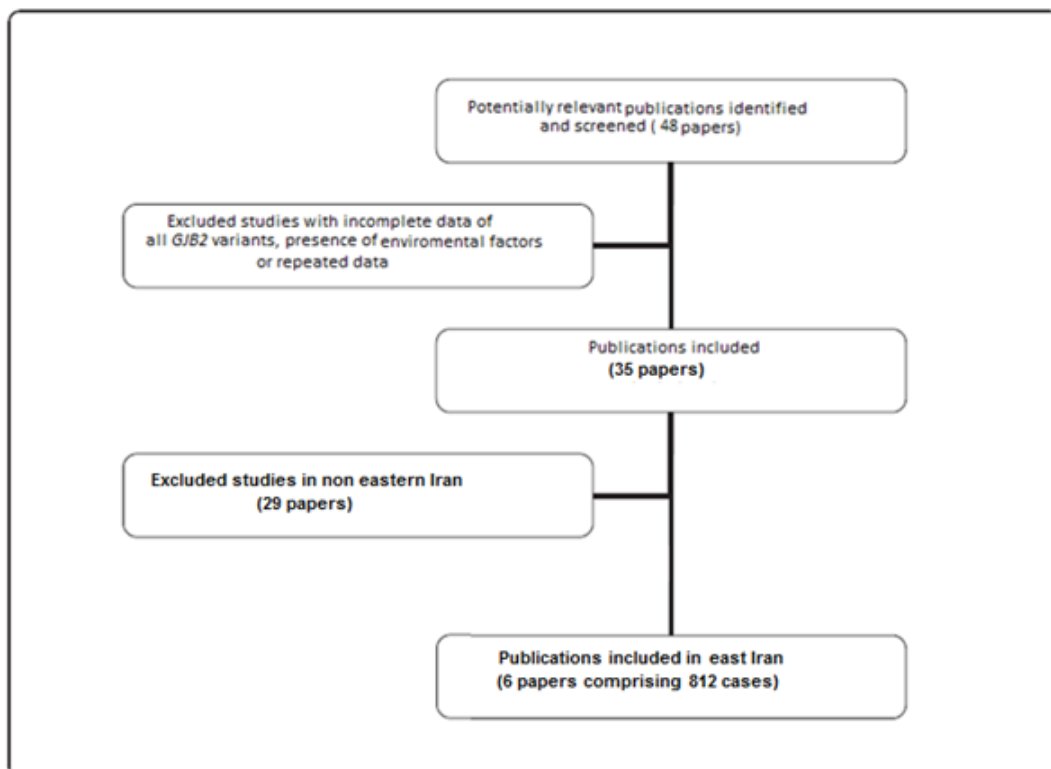 Potentially relevant publications identified
and screened ( 48 papers)
Excluded studies with incomplete data of
all GJB2 variants, presence of enviromental factors
or repeated data
Publications included
(35 papers)
Excluded studies in non eastern Iran
(29 papers)
Publications included in east Iran
(6 papers comprising 812 cases)